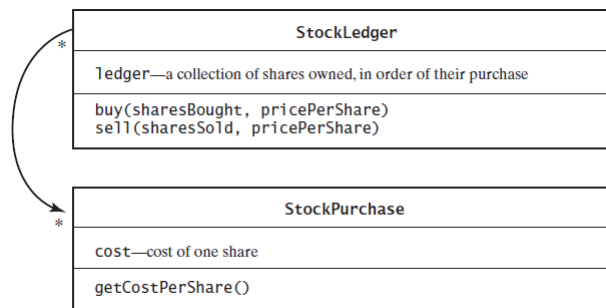 StockLedger
*
ledger—a collection of shares owned, in order of their purchase
buy(sharesBought, pricePerShare)
sell(sharesSold, pricePerShare)
StockPurchase
*
cost—cost of one share
getCostPerShare()